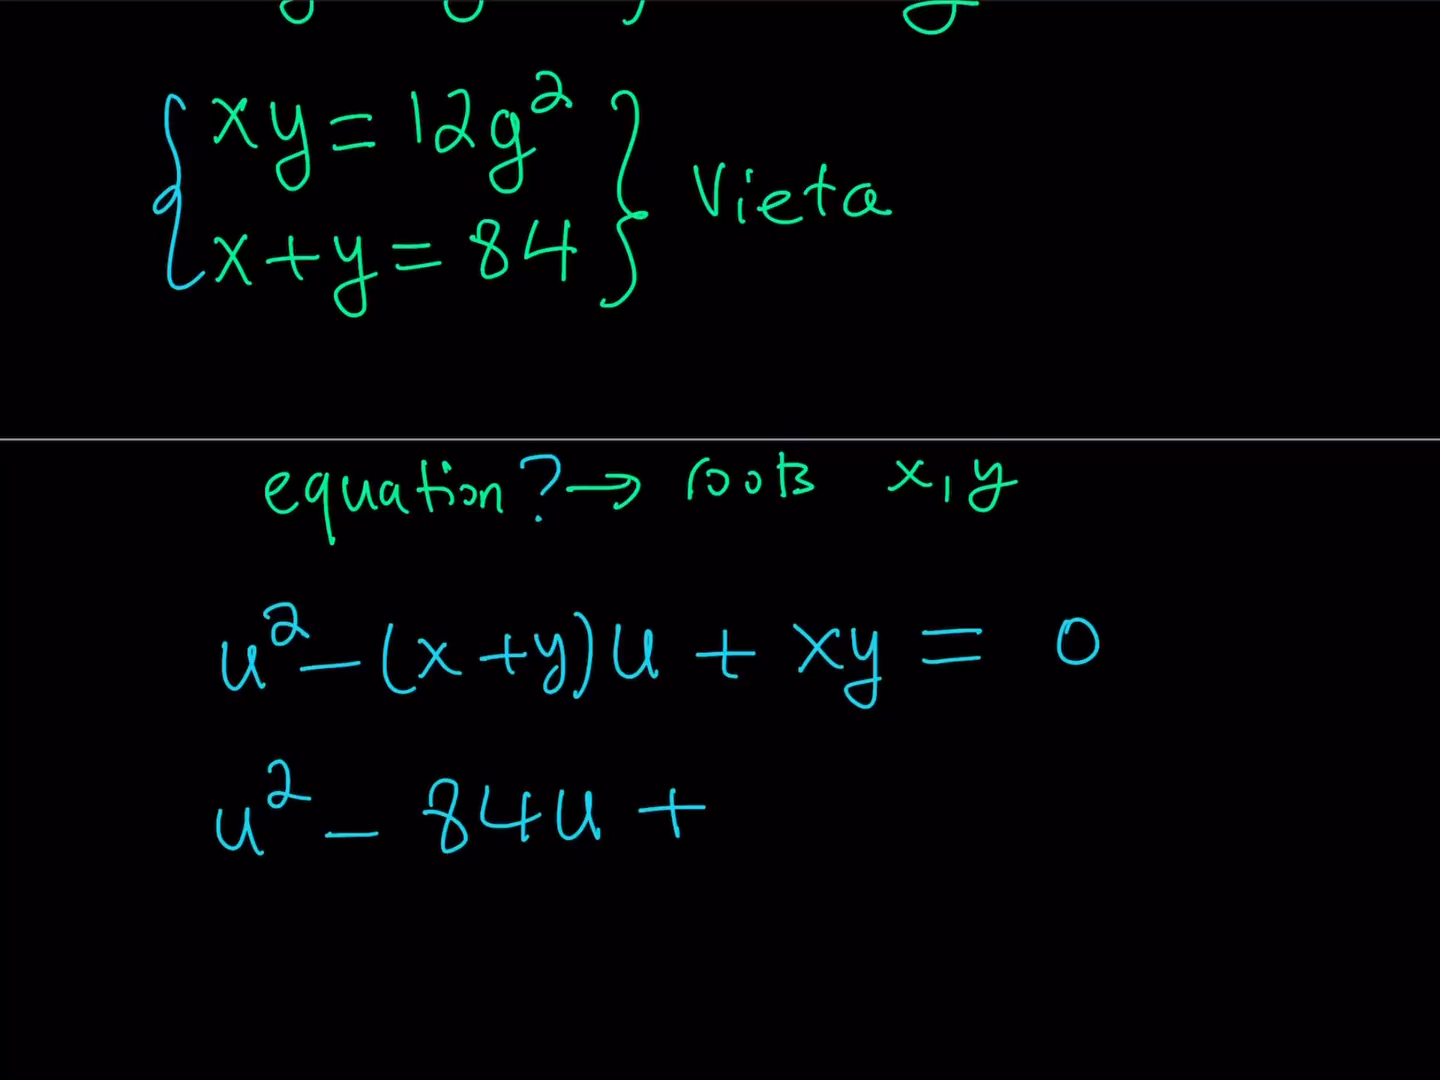 xy = 12g²
x+y = 84
Vieta
equation? → roots x,y
u² - (x+y)u + xy = 0
u² - 84u +